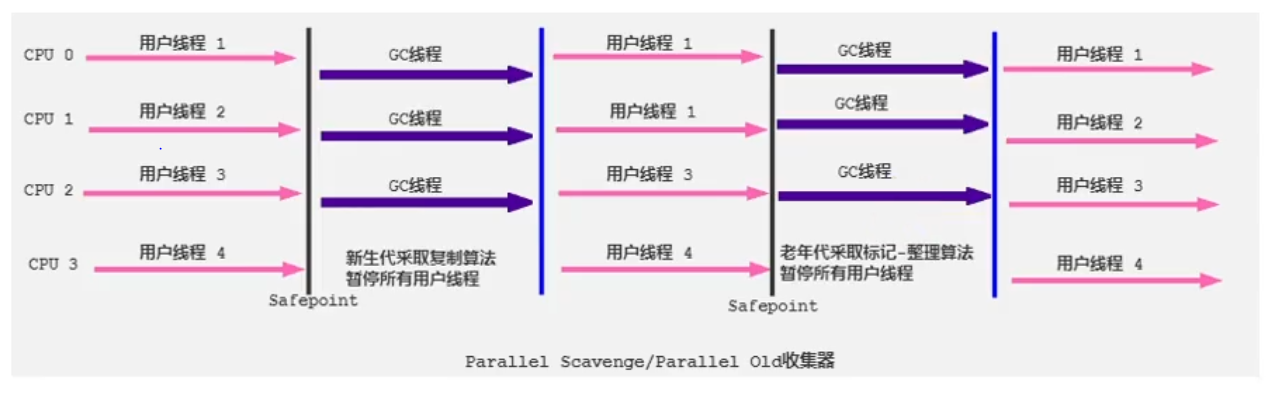 CPU 0 用户线程 1 GC线程 用户线程 1 GC线程 用户线程 1
CPU 1 用户线程 2 GC线程 用户线程 1 GC线程 用户线程 2
CPU 2 用户线程 3 GC线程 用户线程 3 GC线程 用户线程 3
CPU 3 用户线程 4 用户线程 4 用户线程 4
新生代采取复制算法
暂停所有用户线程
老年代采取标记-整理算法
暂停所有用户线程
Safepoint
Safepoint
Parallel Scavenge/Parallel Old收集器